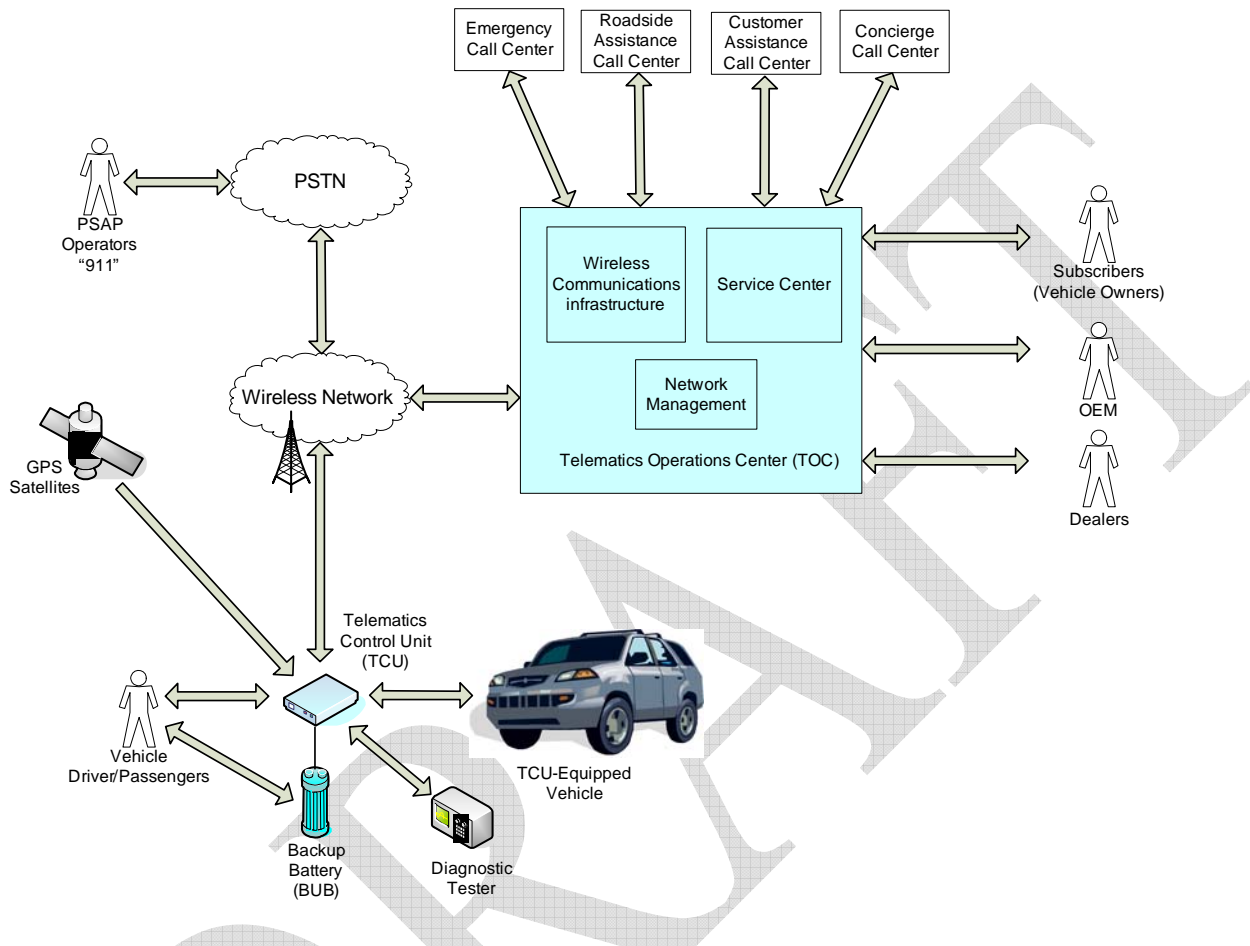 Emergency
Call Center
Roadside
Assistance
Call Center
Customer
Assistance
Call Center
Concierge
Call Center
PSTN
PSAP
Operators
“911”
Wireless
Communications
infrastructure
Service Center
Subscribers
(Vehicle Owners)
Wireless Network
Network
Management
OEM
Telematics Operations Center (TOC)
GPS
Satellites
Dealers
Telematics
Control Unit
(TCU)
Vehicle
Driver/Passengers
TCU-Equipped
Vehicle
Backup
Battery
(BUB)
Diagnostic
Tester
DRAFT